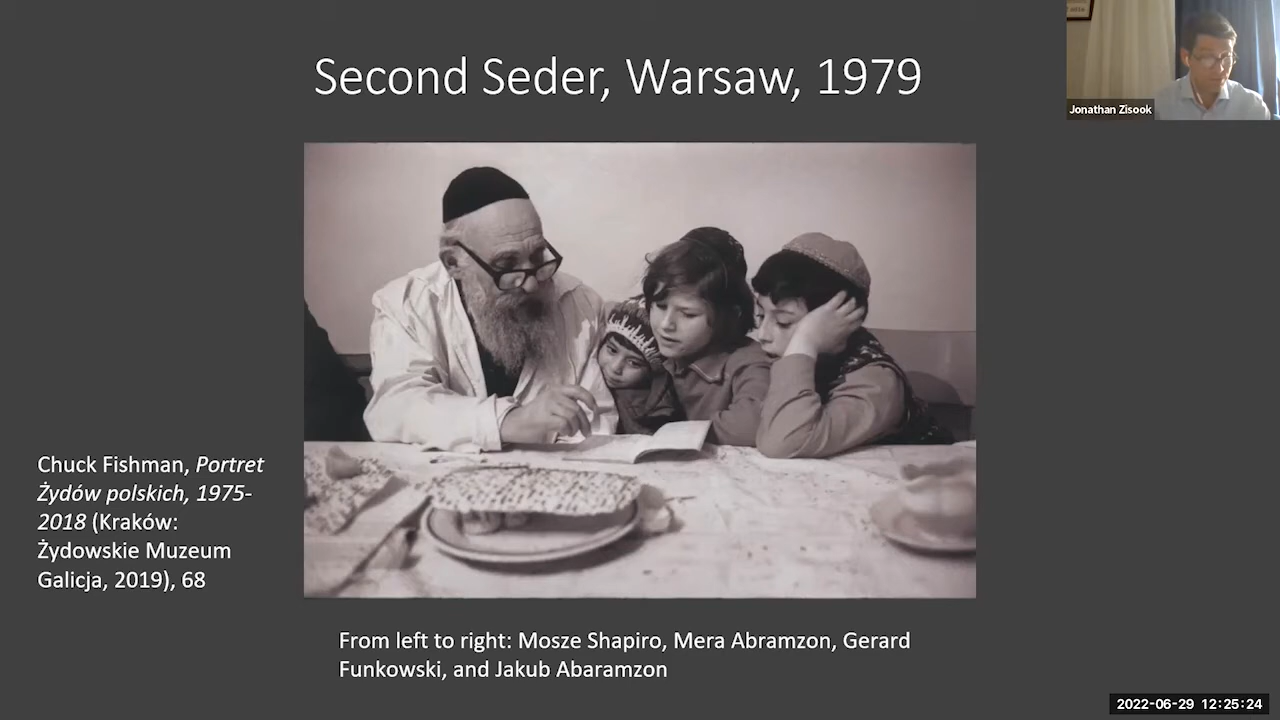 Second Seder, Warsaw, 1979
Jonathan Zisook
Chuck Fishman, Portret
Żydów polskich, 1975-
2018 (Kraków:
Żydowskie Muzeum
Galicja, 2019), 68
From left to right: Mosze Shapiro, Mera Abramzon, Gerard
Funkowski, and Jakub Abaramzon
2022-06-29 12:25:24